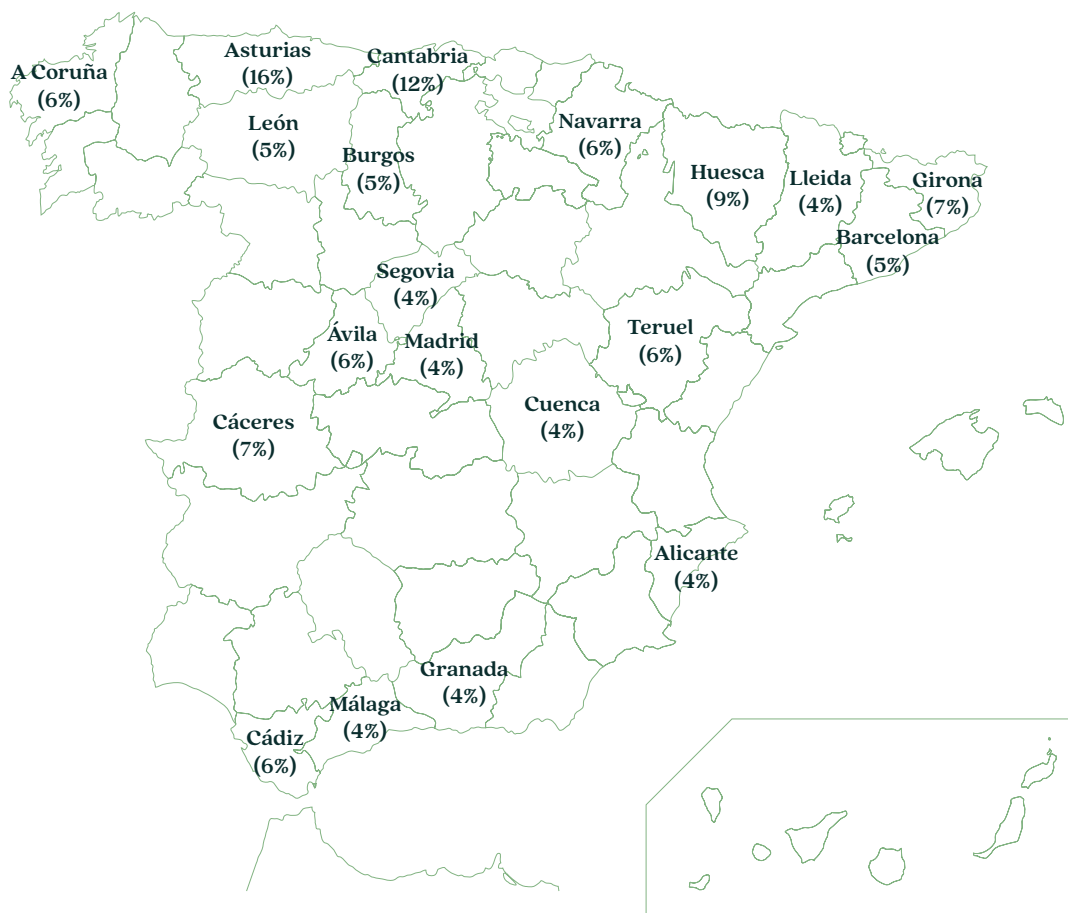 Asturias
(16%)
Cantabria
(12%)
A Coruña
(6%)
León
(5%)
Navarra
(6%)
Burgos
(5%)
Huesca
(9%)
Lleida
(4%)
Girona
(7%)
Barcelona
(5%)
Segovia
(4%)
Ávila
(6%)
Madrid
(4%)
Teruel
(6%)
Cuenca
(4%)
Cáceres
(7%)
Alicante
(4%)
Granada
(4%)
Málaga
(4%)
Cádiz
(6%)